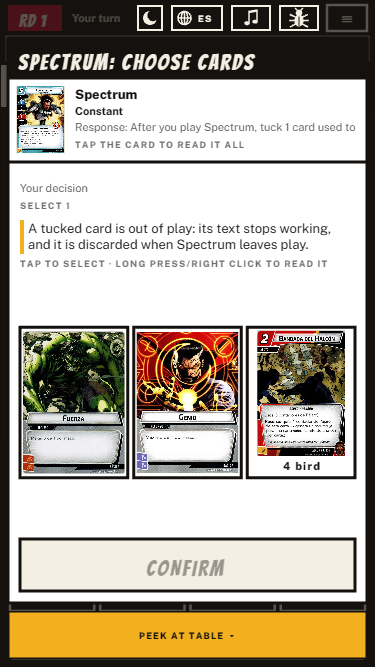 RD 1
Your turn
ES
SPECTRUM: CHOOSE CARDS
Spectrum
Constant
Response: After you play Spectrum, tuck 1 card used to
TAP THE CARD TO READ IT ALL
Your decision
SELECT 1
A tucked card is out of play: its text stops working,
and it is discarded when Spectrum leaves play.
TAP TO SELECT · LONG PRESS/RIGHT CLICK TO READ IT
Fuerza
Genio
2
Bandada del Halcón
4 bird
CONFIRM
PEEK AT TABLE